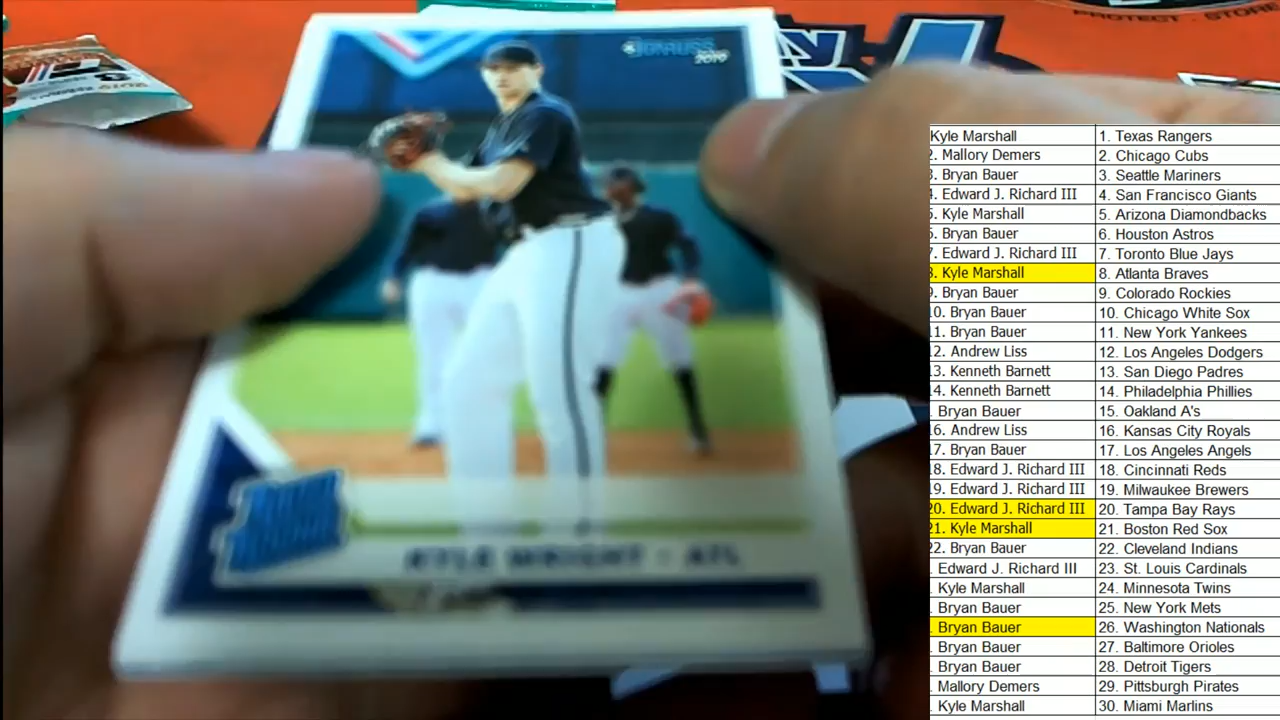 PROTECT · STORE
DONRUSS
2019
KYLE WRIGHT · ATL
Kyle Marshall 1. Texas Rangers
2. Mallory Demers 2. Chicago Cubs
3. Bryan Bauer 3. Seattle Mariners
4. Edward J. Richard III 4. San Francisco Giants
5. Kyle Marshall 5. Arizona Diamondbacks
6. Bryan Bauer 6. Houston Astros
7. Edward J. Richard III 7. Toronto Blue Jays
8. Kyle Marshall 8. Atlanta Braves
9. Bryan Bauer 9. Colorado Rockies
10. Bryan Bauer 10. Chicago White Sox
11. Bryan Bauer 11. New York Yankees
12. Andrew Liss 12. Los Angeles Dodgers
13. Kenneth Barnett 13. San Diego Padres
14. Kenneth Barnett 14. Philadelphia Phillies
. Bryan Bauer 15. Oakland A's
16. Andrew Liss 16. Kansas City Royals
17. Bryan Bauer 17. Los Angeles Angels
18. Edward J. Richard III 18. Cincinnati Reds
19. Edward J. Richard III 19. Milwaukee Brewers
20. Edward J. Richard III 20. Tampa Bay Rays
21. Kyle Marshall 21. Boston Red Sox
22. Bryan Bauer 22. Cleveland Indians
. Edward J. Richard III 23. St. Louis Cardinals
. Kyle Marshall 24. Minnesota Twins
. Bryan Bauer 25. New York Mets
. Bryan Bauer 26. Washington Nationals
. Bryan Bauer 27. Baltimore Orioles
. Bryan Bauer 28. Detroit Tigers
. Mallory Demers 29. Pittsburgh Pirates
. Kyle Marshall 30. Miami Marlins